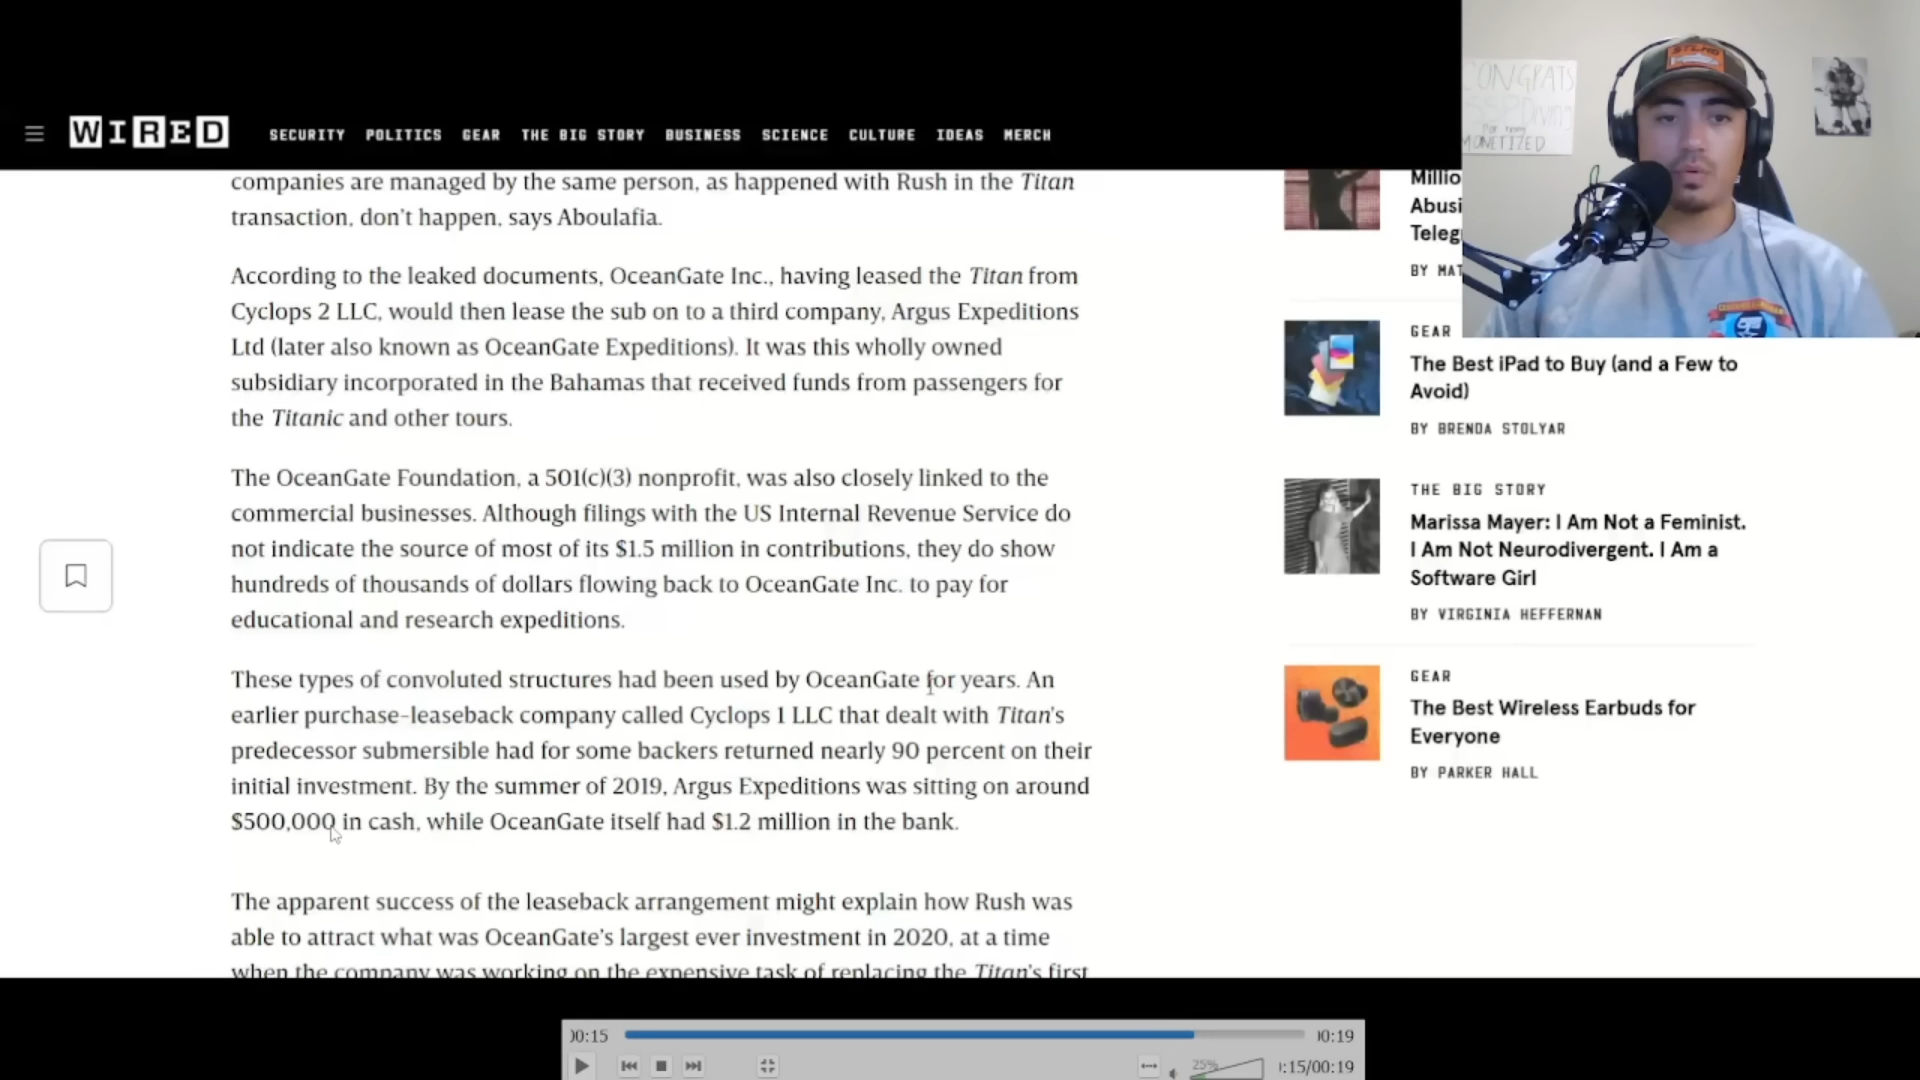 WIRED
SECURITY POLITICS GEAR THE BIG STORY BUSINESS SCIENCE CULTURE IDEAS MERCH
companies are managed by the same person, as happened with Rush in the Titan
transaction, don't happen, says Aboulafia.
According to the leaked documents, OceanGate Inc., having leased the Titan from
Cyclops 2 LLC, would then lease the sub on to a third company, Argus Expeditions
Ltd (later also known as OceanGate Expeditions). It was this wholly owned
subsidiary incorporated in the Bahamas that received funds from passengers for
the Titanic and other tours.
The OceanGate Foundation, a 501(c)(3) nonprofit, was also closely linked to the
commercial businesses. Although filings with the US Internal Revenue Service do
not indicate the source of most of its $1.5 million in contributions, they do show
hundreds of thousands of dollars flowing back to OceanGate Inc. to pay for
educational and research expeditions.
These types of convoluted structures had been used by OceanGate for years. An
earlier purchase-leaseback company called Cyclops 1 LLC that dealt with Titan's
predecessor submersible had for some backers returned nearly 90 percent on their
initial investment. By the summer of 2019, Argus Expeditions was sitting on around
$500,000 in cash, while OceanGate itself had $1.2 million in the bank.
The apparent success of the leaseback arrangement might explain how Rush was
able to attract what was OceanGate's largest ever investment in 2020, at a time
when the company was working on the expensive task of replacing the Titan's first
Millio
Abusi
Teleg
BY MAT
GEAR
The Best iPad to Buy (and a Few to
Avoid)
BY BRENDA STOLYAR
THE BIG STORY
Marissa Mayer: I Am Not a Feminist.
I Am Not Neurodivergent. I Am a
Software Girl
BY VIRGINIA HEFFERNAN
GEAR
The Best Wireless Earbuds for
Everyone
BY PARKER HALL
CONGRATS
MONETIZED
00:15
00:19
25%
:15/00:19